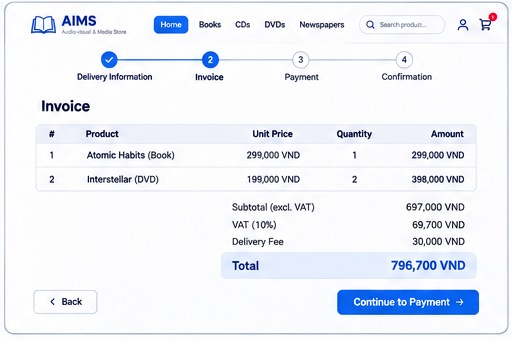 AIMS
Audio-visual & Media Store
Home Books CDs DVDs Newspapers
Search produc...
2 3 4
Delivery Information Invoice Payment Confirmation
Invoice
# Product Unit Price Quantity Amount
1 Atomic Habits (Book) 299,000 VND 1 299,000 VND
2 Interstellar (DVD) 199,000 VND 2 398,000 VND
Subtotal (excl. VAT) 697,000 VND
VAT (10%) 69,700 VND
Delivery Fee 30,000 VND
Total 796,700 VND
Back Continue to Payment